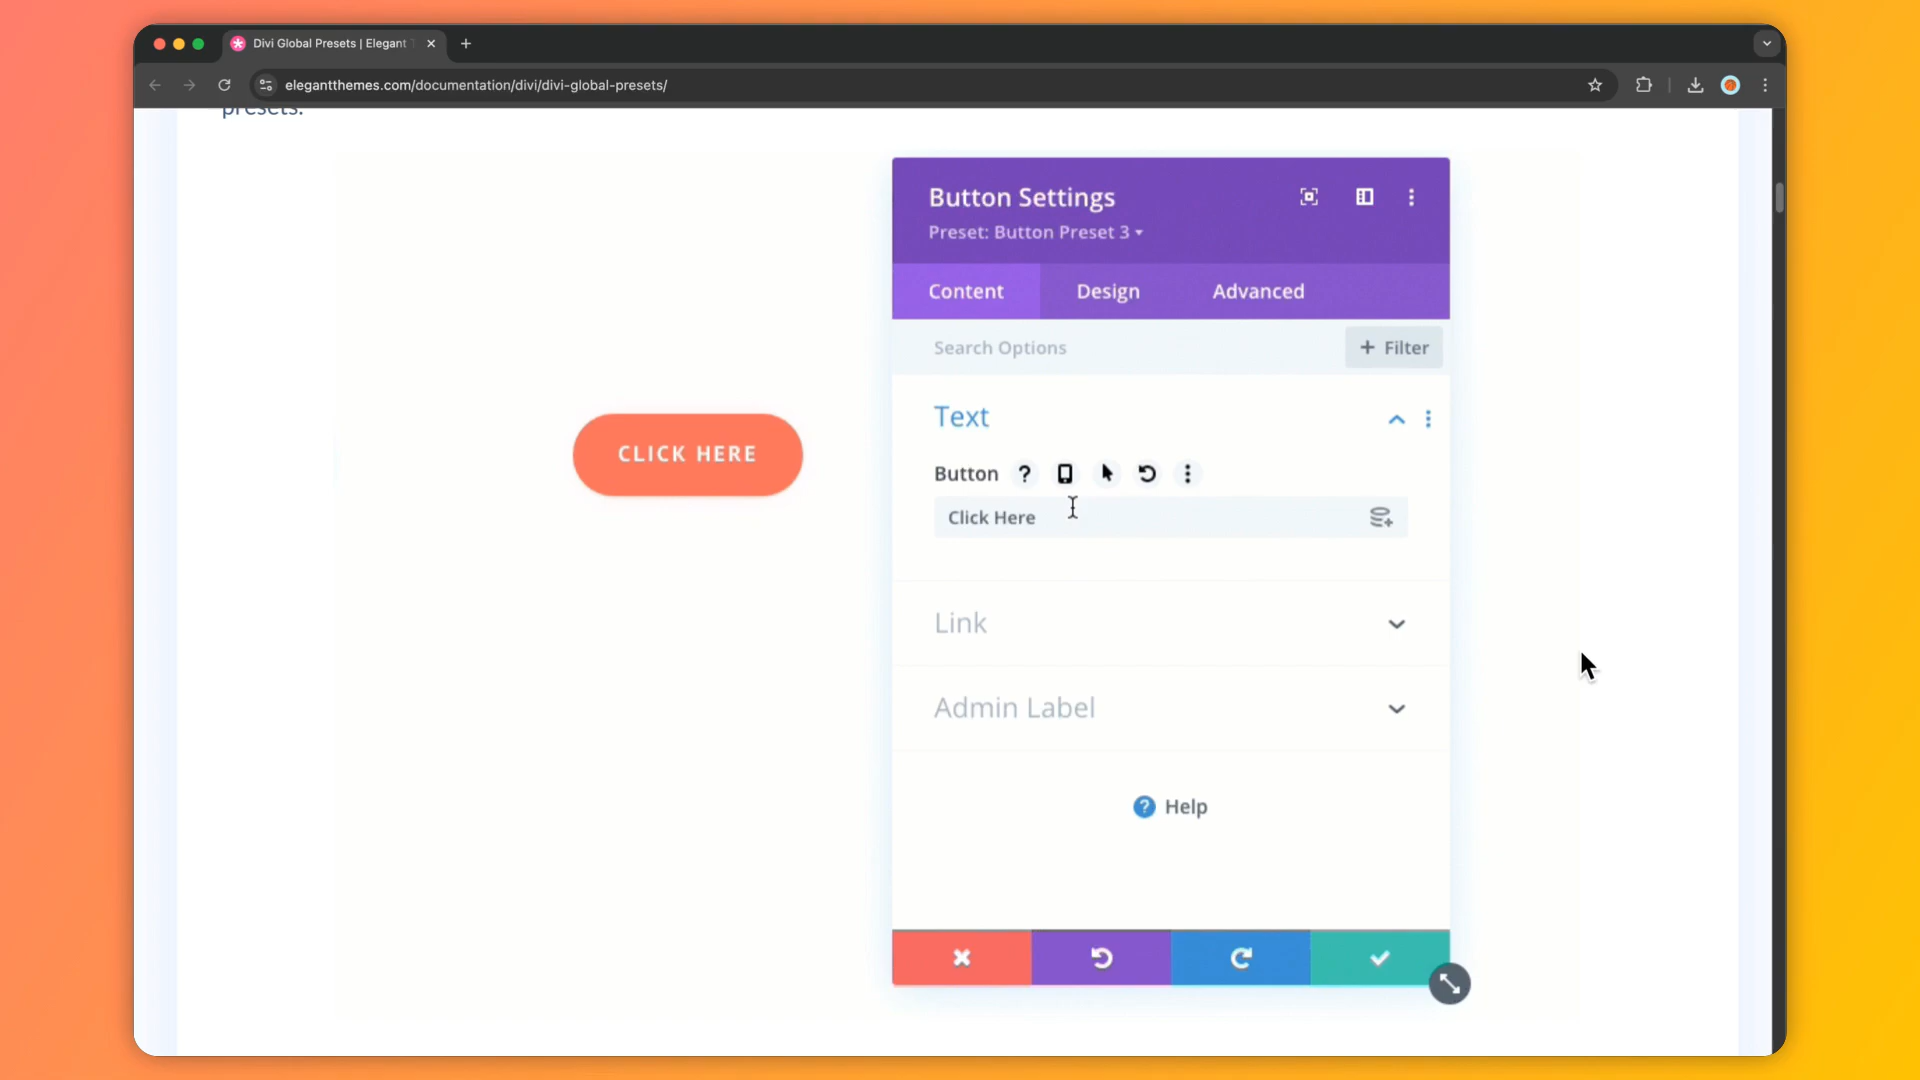 Divi Global Presets | Elegant T
elegantthemes.com/documentation/divi/divi-global-presets/
presets.
Button Settings
Preset: Button Preset 3
Content
Design
Advanced
Search Options
+ Filter
Text
CLICK HERE
Button ?
Click Here
Link
Admin Label
? Help